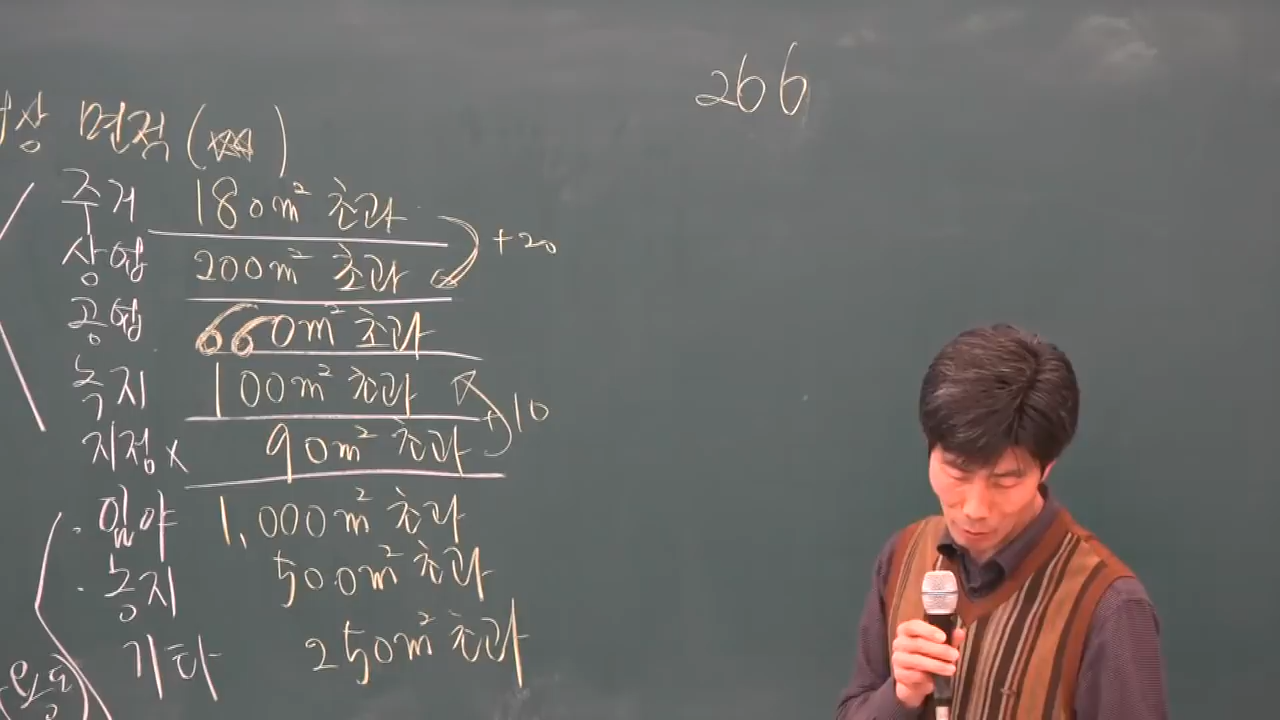 266
상 면적 (※※※)
주거 180m² 초과
+20
상업 200m² 초과
공업 660m² 초과
녹지 100m² 초과
+10
지정× 90m² 초과
· 임야 1,000m² 초과
· 농지 500m² 초과
기타 250m² 초과